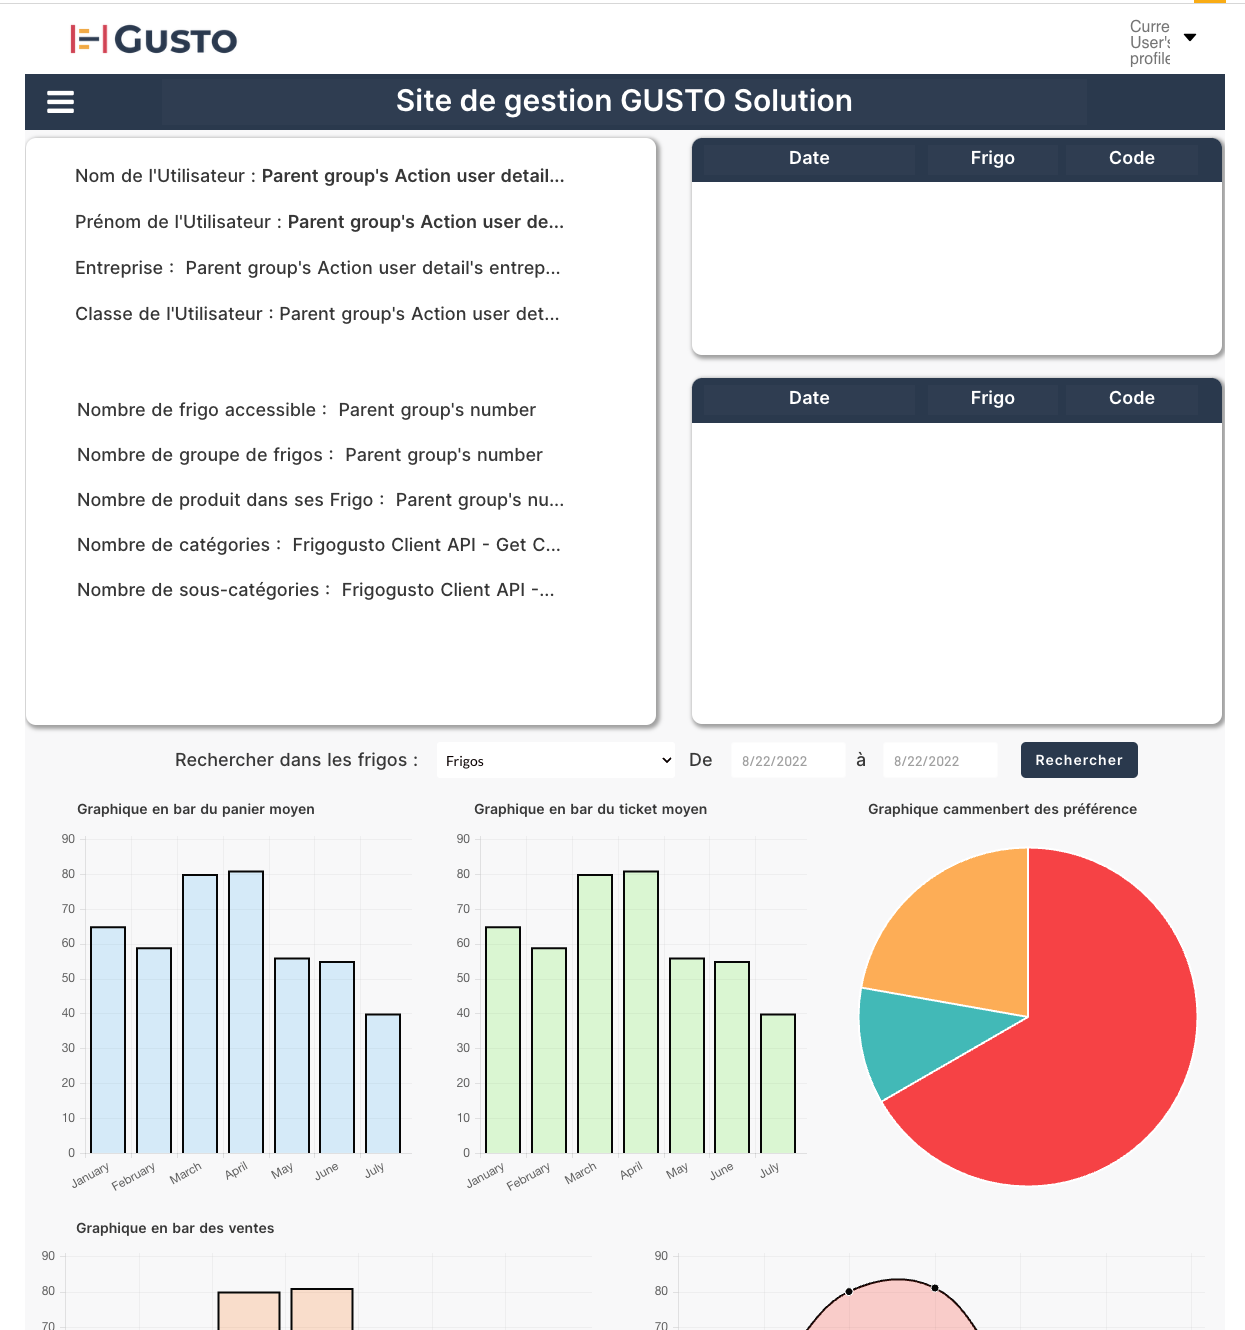 GUSTO
Curre
User's
profile
Site de gestion GUSTO Solution
Nom de l'Utilisateur : Parent group's Action user detail...
Prénom de l'Utilisateur : Parent group's Action user de...
Entreprise : Parent group's Action user detail's entrep...
Classe de l'Utilisateur : Parent group's Action user det...
Nombre de frigo accessible : Parent group's number
Nombre de groupe de frigos : Parent group's number
Nombre de produit dans ses Frigo : Parent group's nu...
Nombre de catégories : Frigogusto Client API - Get C...
Nombre de sous-catégories : Frigogusto Client API -...
Date Frigo Code
Date Frigo Code
Rechercher dans les frigos : Frigos De 8/22/2022 à 8/22/2022 Rechercher
Graphique en bar du panier moyen
90
80
70
60
50
40
30
20
10
0
January February March April May June July
Graphique en bar du ticket moyen
90
80
70
60
50
40
30
20
10
0
January February March April May June July
Graphique cammenbert des préférence
Graphique en bar des ventes
90
80
70
90
80
70